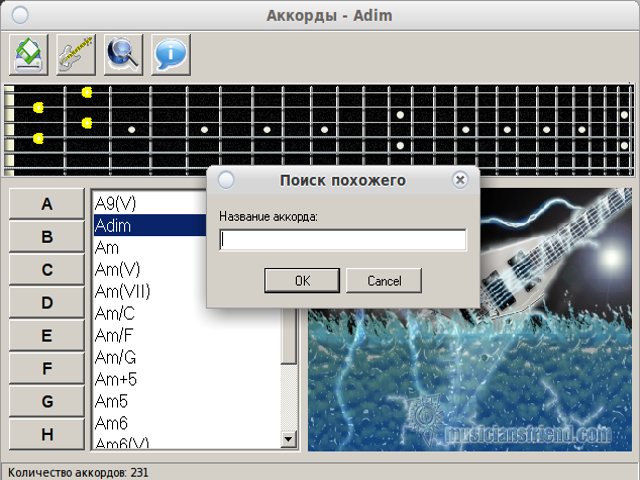 Аккорды - Adim
Поиск похожего
Название аккорда:
OK
Cancel
A
B
C
D
E
F
G
H
A9(V)
Adim
Am
Am(V)
Am(VII)
Am/C
Am/F
Am/G
Am+5
Am5
Am6
Am6(V)
musiciansfriend.com
Количество аккордов: 231